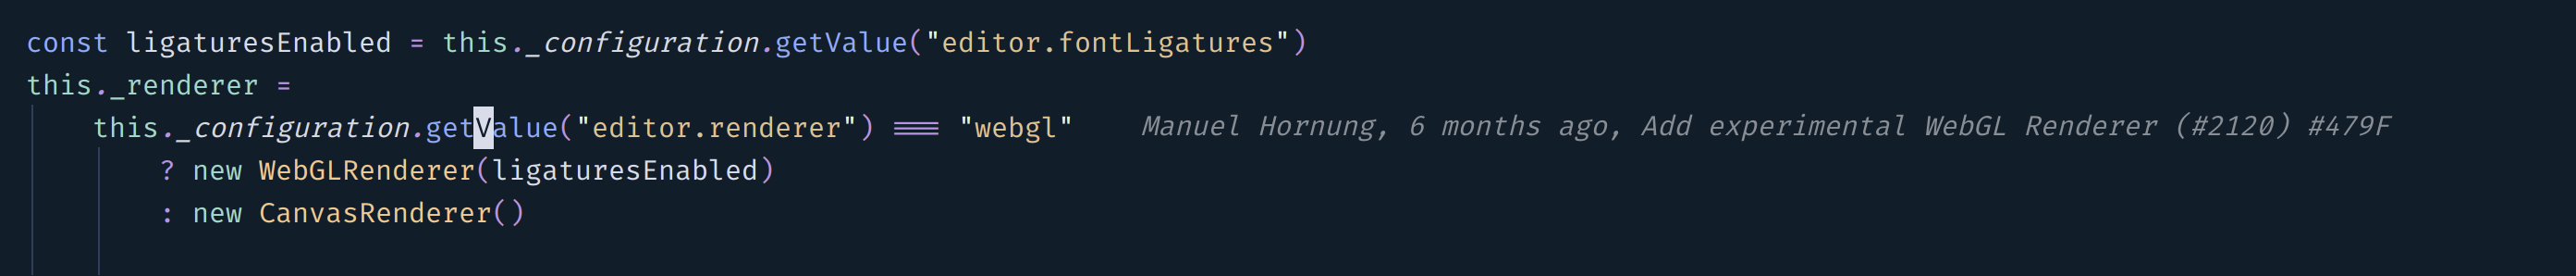 const ligaturesEnabled = this._configuration.getValue("editor.fontLigatures")
this._renderer =
this._configuration.getValue("editor.renderer") === "webgl" Manuel Hornung, 6 months ago, Add experimental WebGL Renderer (#2120) #479F
? new WebGLRenderer(ligaturesEnabled)
: new CanvasRenderer()